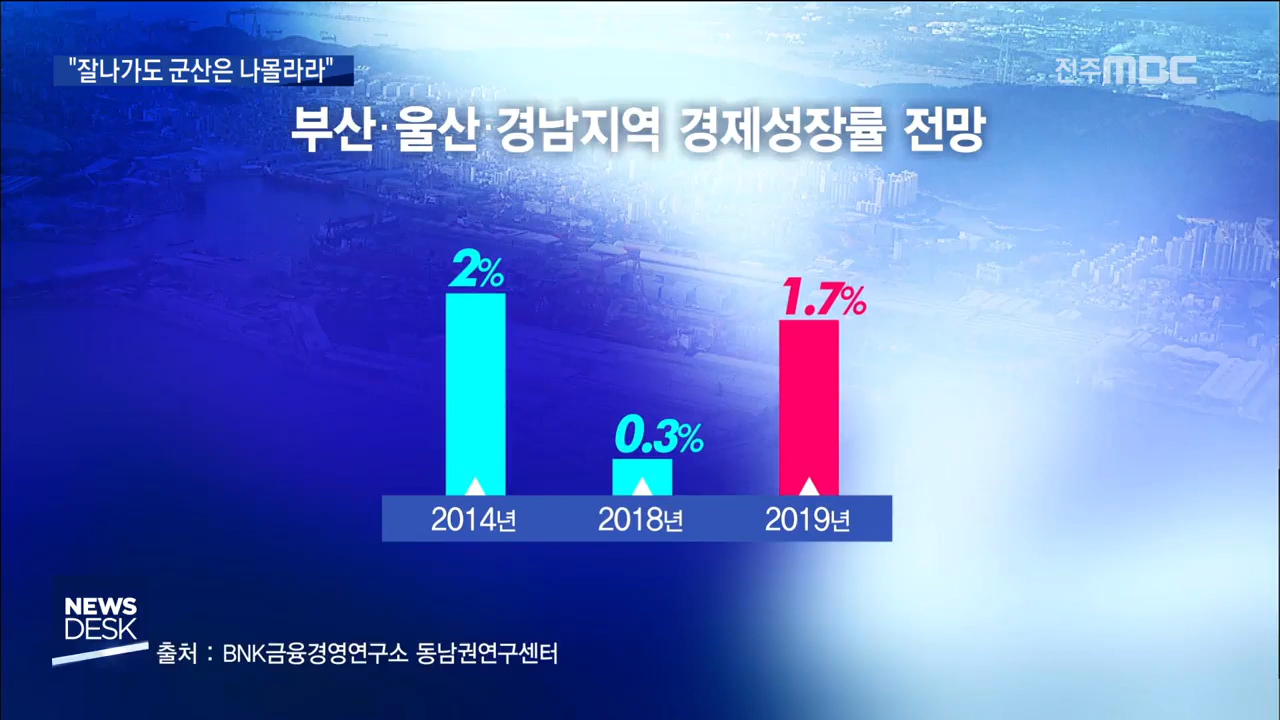 "잘나가도 군산은 나몰라라"
전주MBC
부산·울산·경남지역 경제성장률 전망
2%
0.3%
1.7%
2014년
2018년
2019년
NEWS
DESK
출처 : BNK금융경영연구소 동남권연구센터